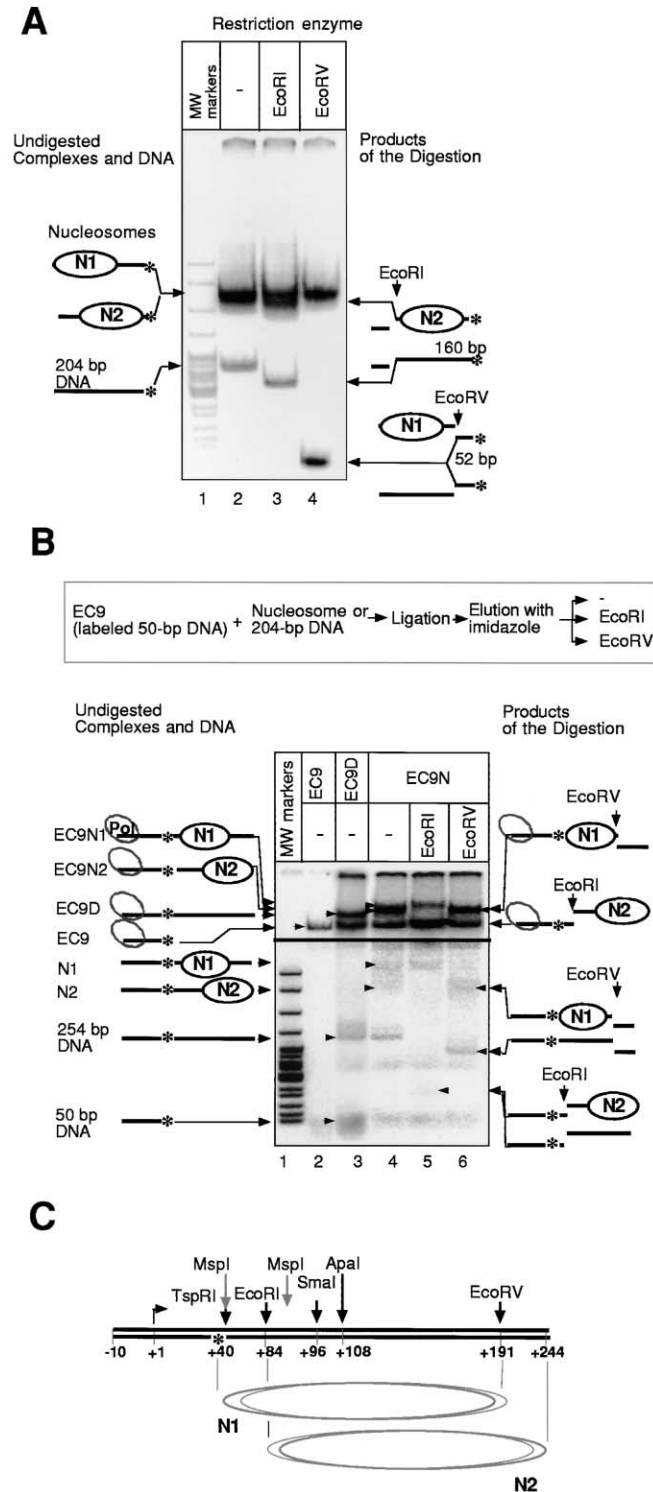 A
Restriction enzyme
MW markers
-
EcoRI
EcoRV
Undigested
Complexes and DNA
Products
of the Digestion
Nucleosomes
N1
*
N2
*
204 bp
DNA
*
EcoRI
N2
*
160 bp
*
EcoRV
N1
*
52 bp
*
1 2 3 4
B
EC9
(labeled 50-bp DNA)
+
Nucleosome or
204-bp DNA
Ligation
Elution with
imidazole
-
EcoRI
EcoRV
Undigested
Complexes and DNA
Products
of the Digestion
MW markers
EC9
EC9D
EC9N
-
-
-
EcoRI
EcoRV
EC9N1 Pol * N1
EC9N2 * N2
EC9D *
EC9 *
N1 * N1
N2 * N2
254 bp
DNA *
50 bp
DNA *
EcoRV
* N1
EcoRI
* N2
EcoRV
* N1
*
EcoRI
* N2
*
1 2 3 4 5 6
C
MspI MspI ApaI
TspRI EcoRI SmaI EcoRV
*
-10 +1 +40 +84 +96 +108 +191 +244
N1
N2